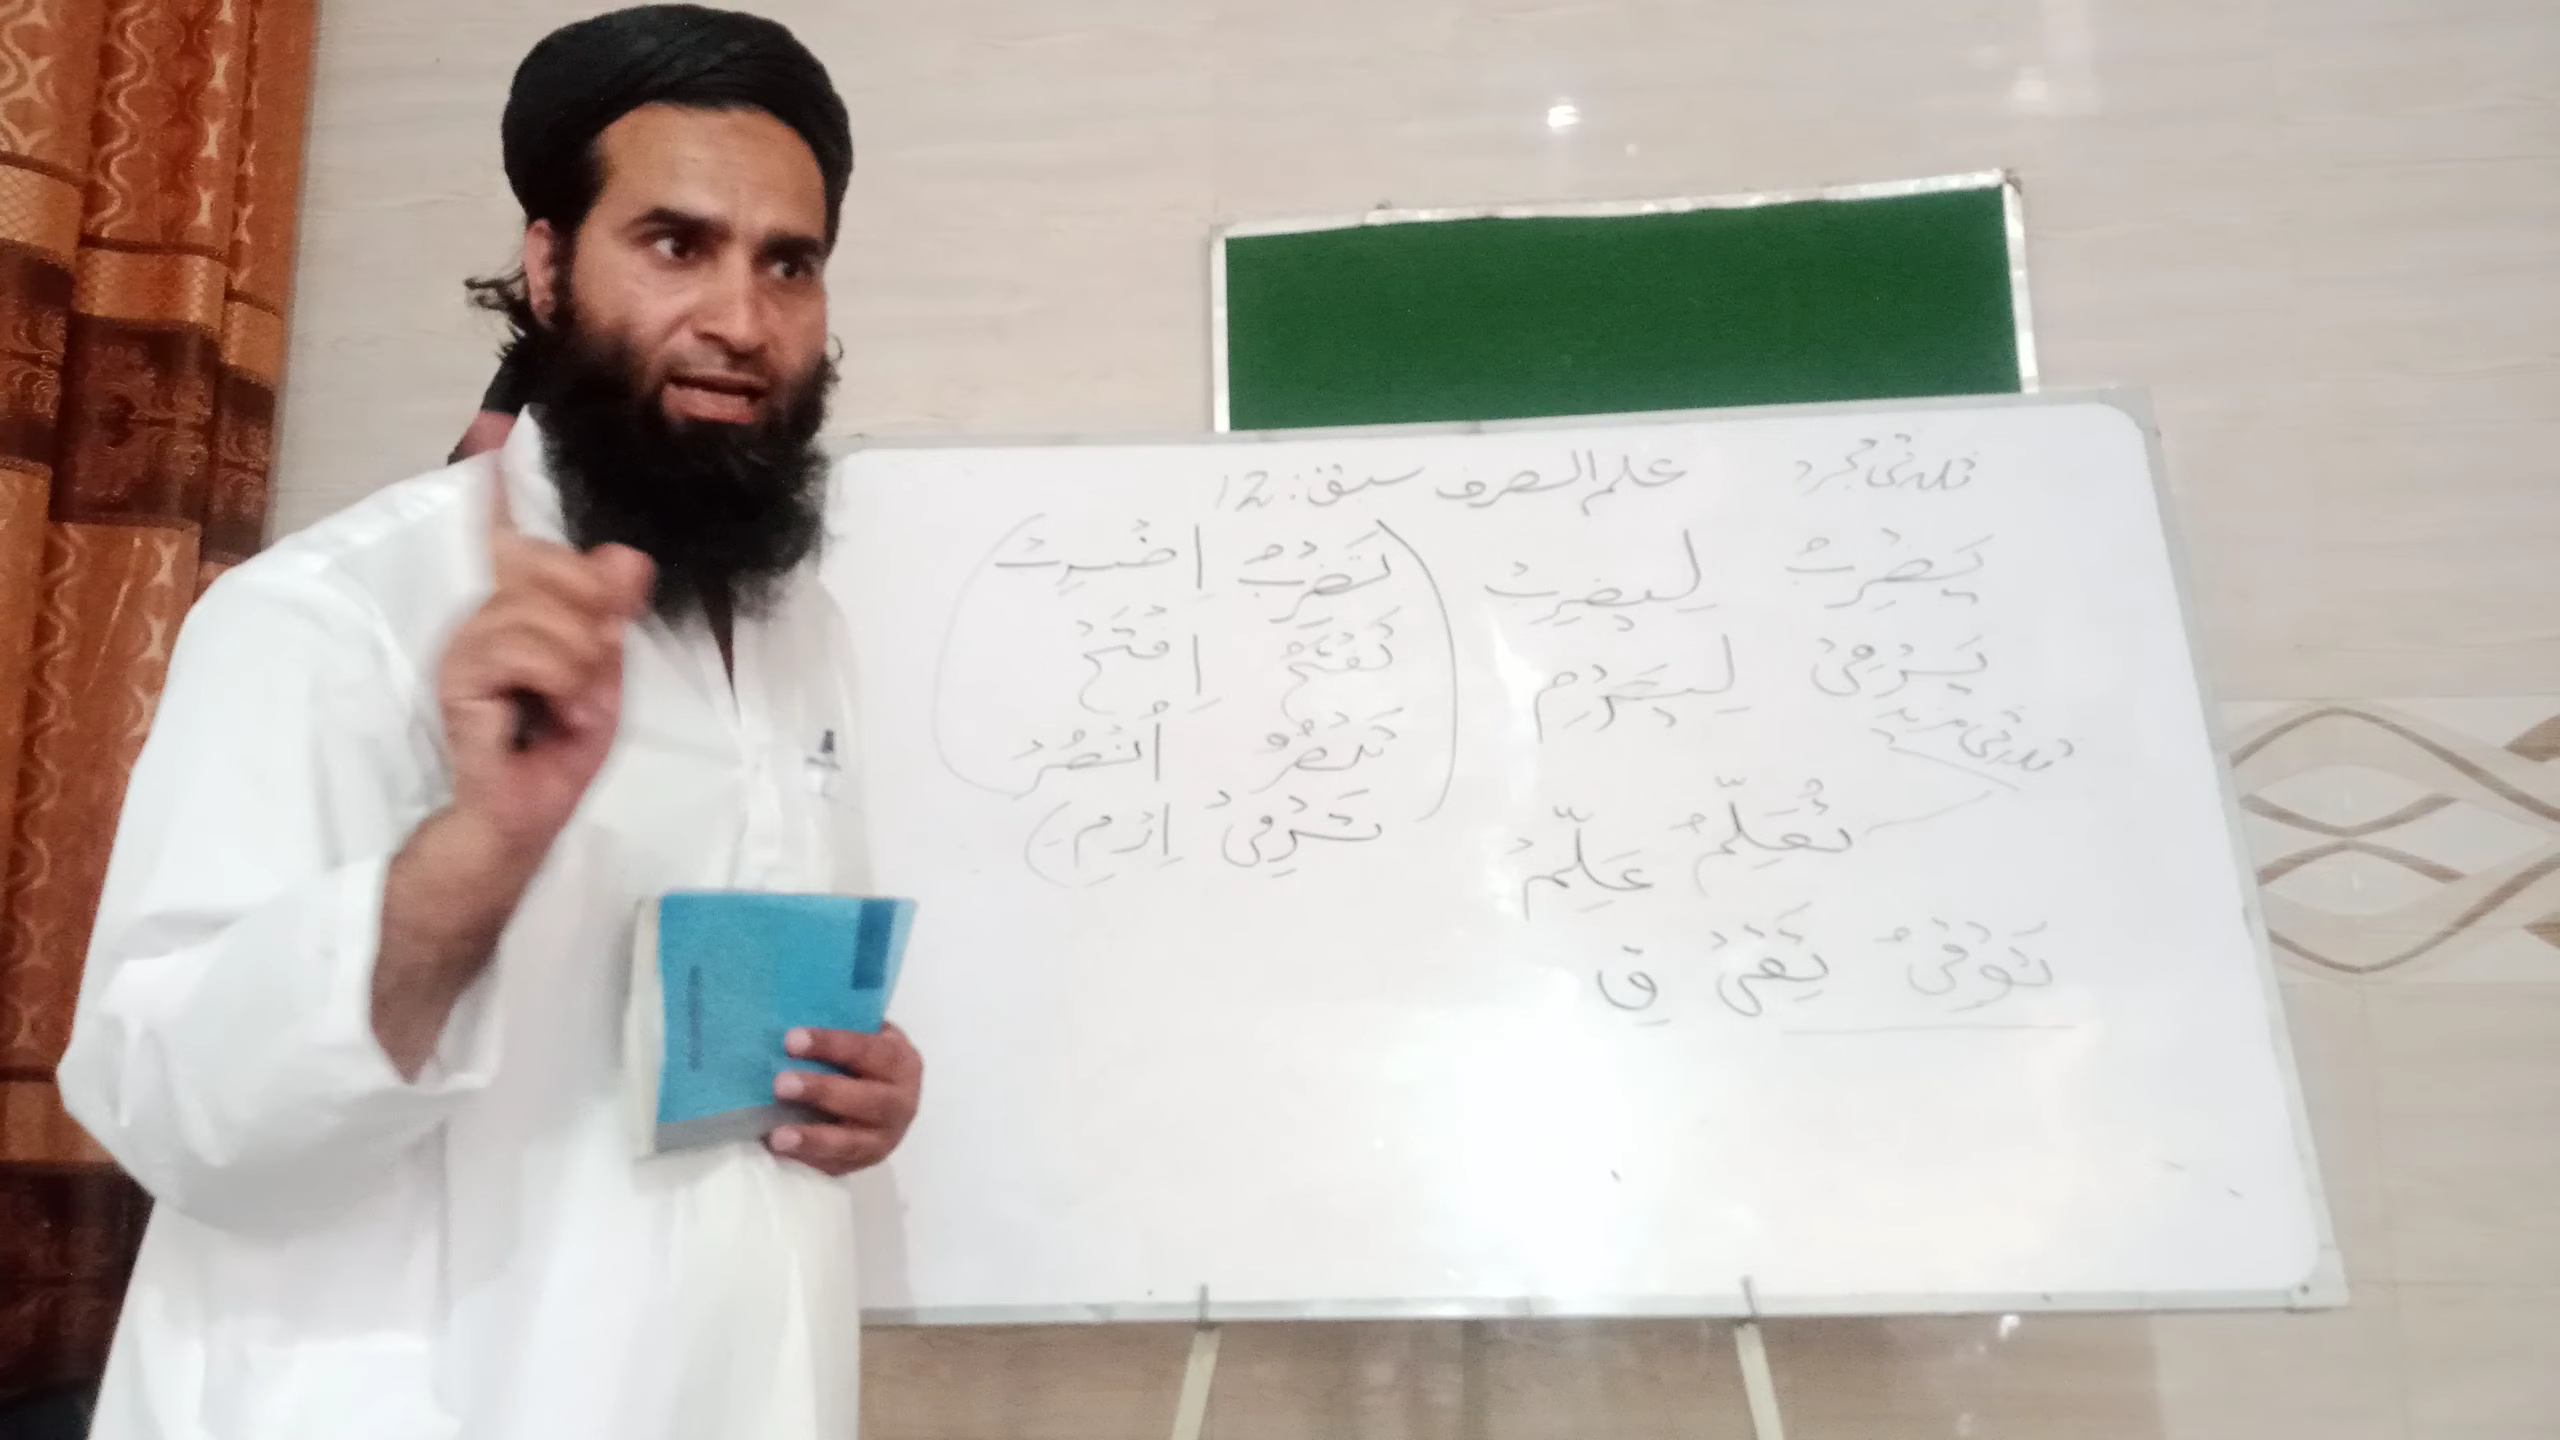 ثلاثی مجرد علم الصرف سبق: 12
یَضْرِبُ لِیَضْرِبْ تَضْرِبُ اِضْرِبْ
یَرْمِیْ لِیَرْمِ تَفْتَحُ اِفْتَحْ
ثلاثی مزید
تَنْصُرُ اُنْصُرْ
تُعَلِّمُ عَلِّمْ تَرْمِیْ اِرْمِ
تَوْقِیُ تَقِیْ قِ